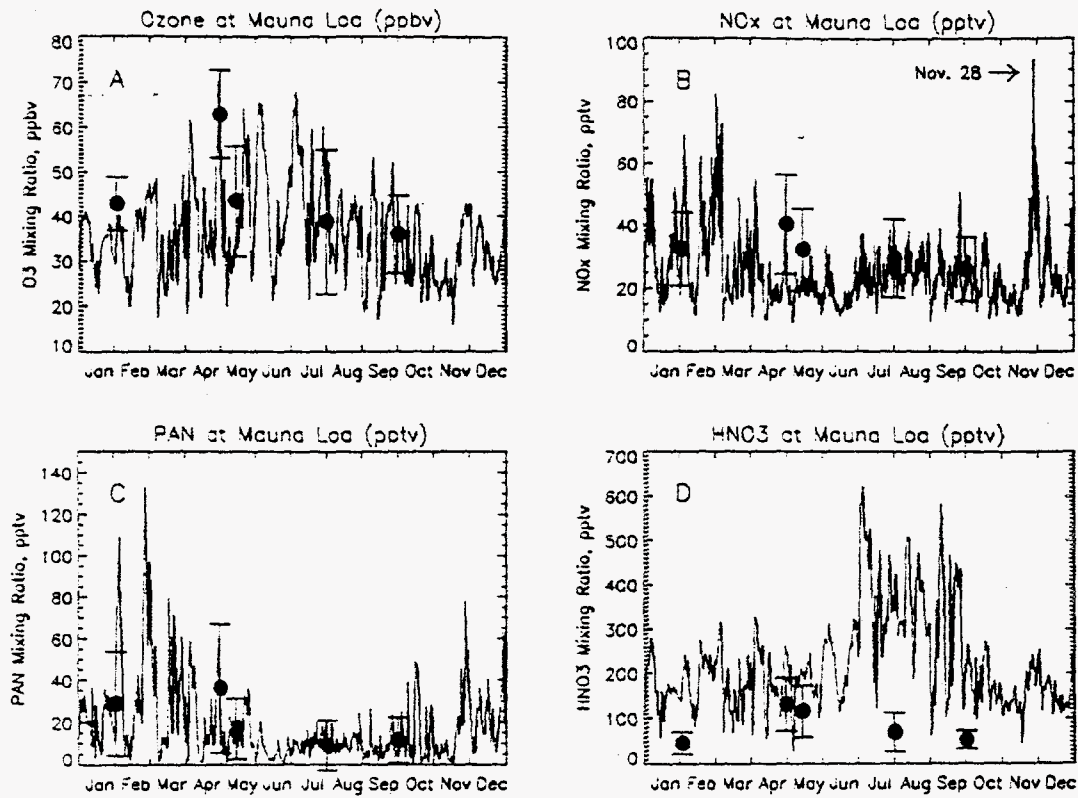 Ozone at Mauna Loa (ppbv)
80
70
60
50
40
30
20
10
O3 Mixing Ratio, ppbv
A
Jan Feb Mar Apr May Jun Jul Aug Sep Oct Nov Dec
NOx at Mauna Loa (pptv)
100
80
60
40
20
0
NOx Mixing Ratio, pptv
B
Nov. 28 →
Jan Feb Mar Apr May Jun Jul Aug Sep Oct Nov Dec
PAN at Mauna Loa (pptv)
140
120
100
80
60
40
20
0
PAN Mixing Ratio, pptv
C
Jan Feb Mar Apr May Jun Jul Aug Sep Oct Nov Dec
HNO3 at Mauna Loa (pptv)
700
600
500
400
300
200
100
0
HNO3 Mixing Ratio, pptv
D
Jan Feb Mar Apr May Jun Jul Aug Sep Oct Nov Dec